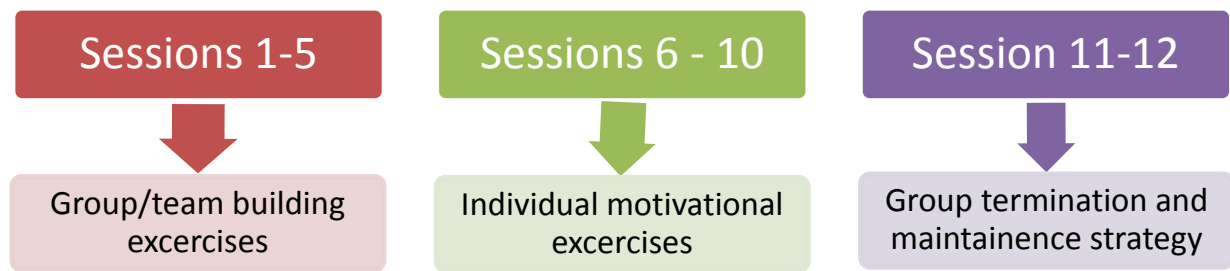 Sessions 1-5
Group/team building
excercises
Sessions 6 - 10
Individual motivational
excercises
Session 11-12
Group termination and
maintainence strategy